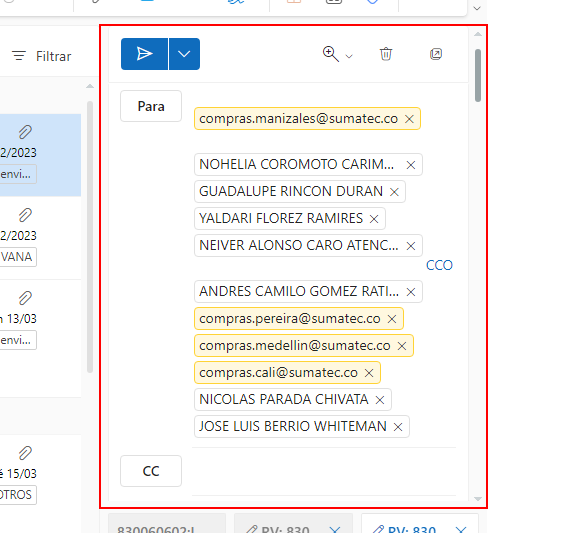 Filtrar
2/2023
envi...
2/2023
VANA
13/03
envi...
é 15/03
OTROS
Para
compras.manizales@sumatec.co
NOHELIA COROMOTO CARIM...
GUADALUPE RINCON DURAN
YALDARI FLOREZ RAMIRES
NEIVER ALONSO CARO ATENC...
CCO
ANDRES CAMILO GOMEZ RATI...
compras.pereira@sumatec.co
compras.medellin@sumatec.co
compras.cali@sumatec.co
NICOLAS PARADA CHIVATA
JOSE LUIS BERRIO WHITEMAN
CC
RV: 830
RV: 830